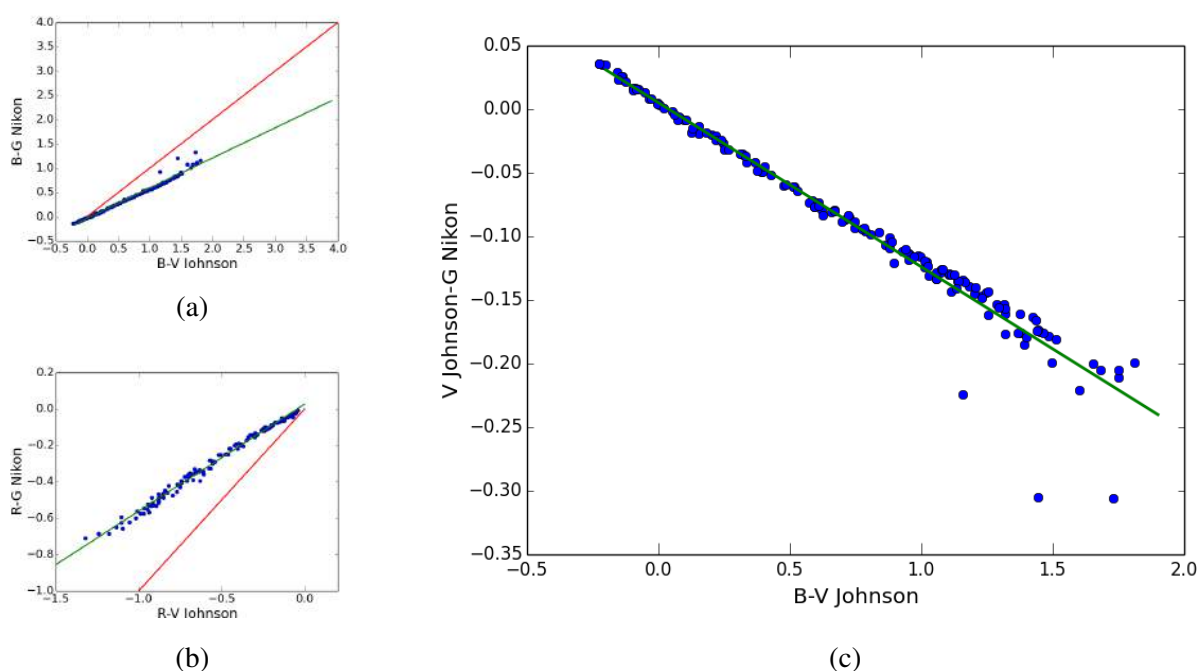 4.0
3.5
3.0
2.5
2.0
1.5
1.0
0.5
0.0
−0.5
−0.5 0.0 0.5 1.0 1.5 2.0 2.5 3.0 3.5 4.0
B-G Nikon
B-V Johnson
(a)
0.2
0.0
−0.2
−0.4
−0.6
−0.8
−1.0
−1.5 −1.0 −0.5 0.0
R-G Nikon
R-V Johnson
(b)
0.05
0.00
−0.05
−0.10
−0.15
−0.20
−0.25
−0.30
−0.35
−0.5 0.0 0.5 1.0 1.5 2.0
V Johnson-G Nikon
B-V Johnson
(c)